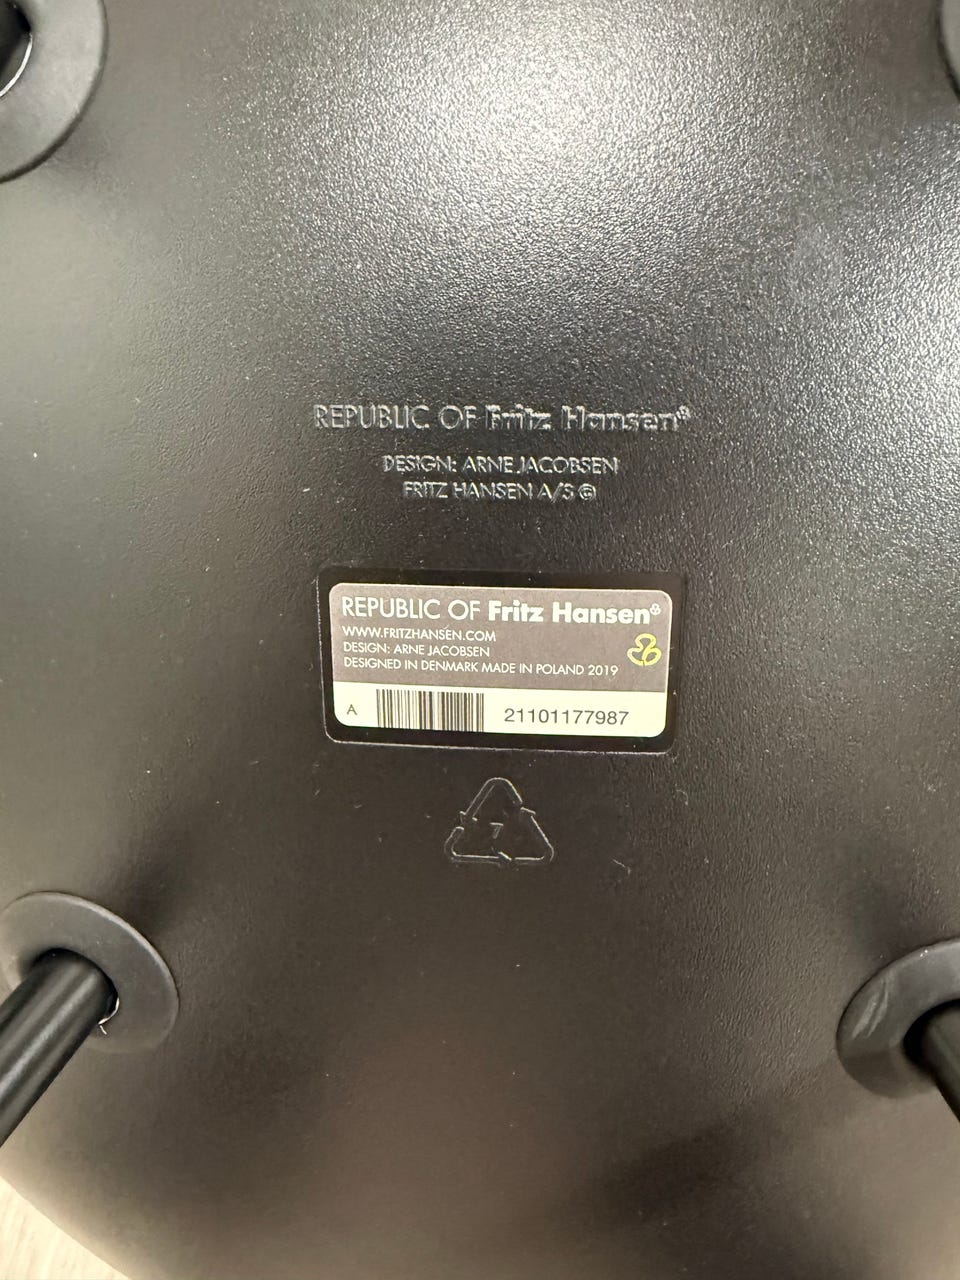 REPUBLIC OF Fritz Hansen®
DESIGN: ARNE JACOBSEN
FRITZ HANSEN A/S ©
REPUBLIC OF Fritz Hansen®
WWW.FRITZHANSEN.COM
DESIGN: ARNE JACOBSEN
DESIGNED IN DENMARK MADE IN POLAND 2019
A 21101177987
7